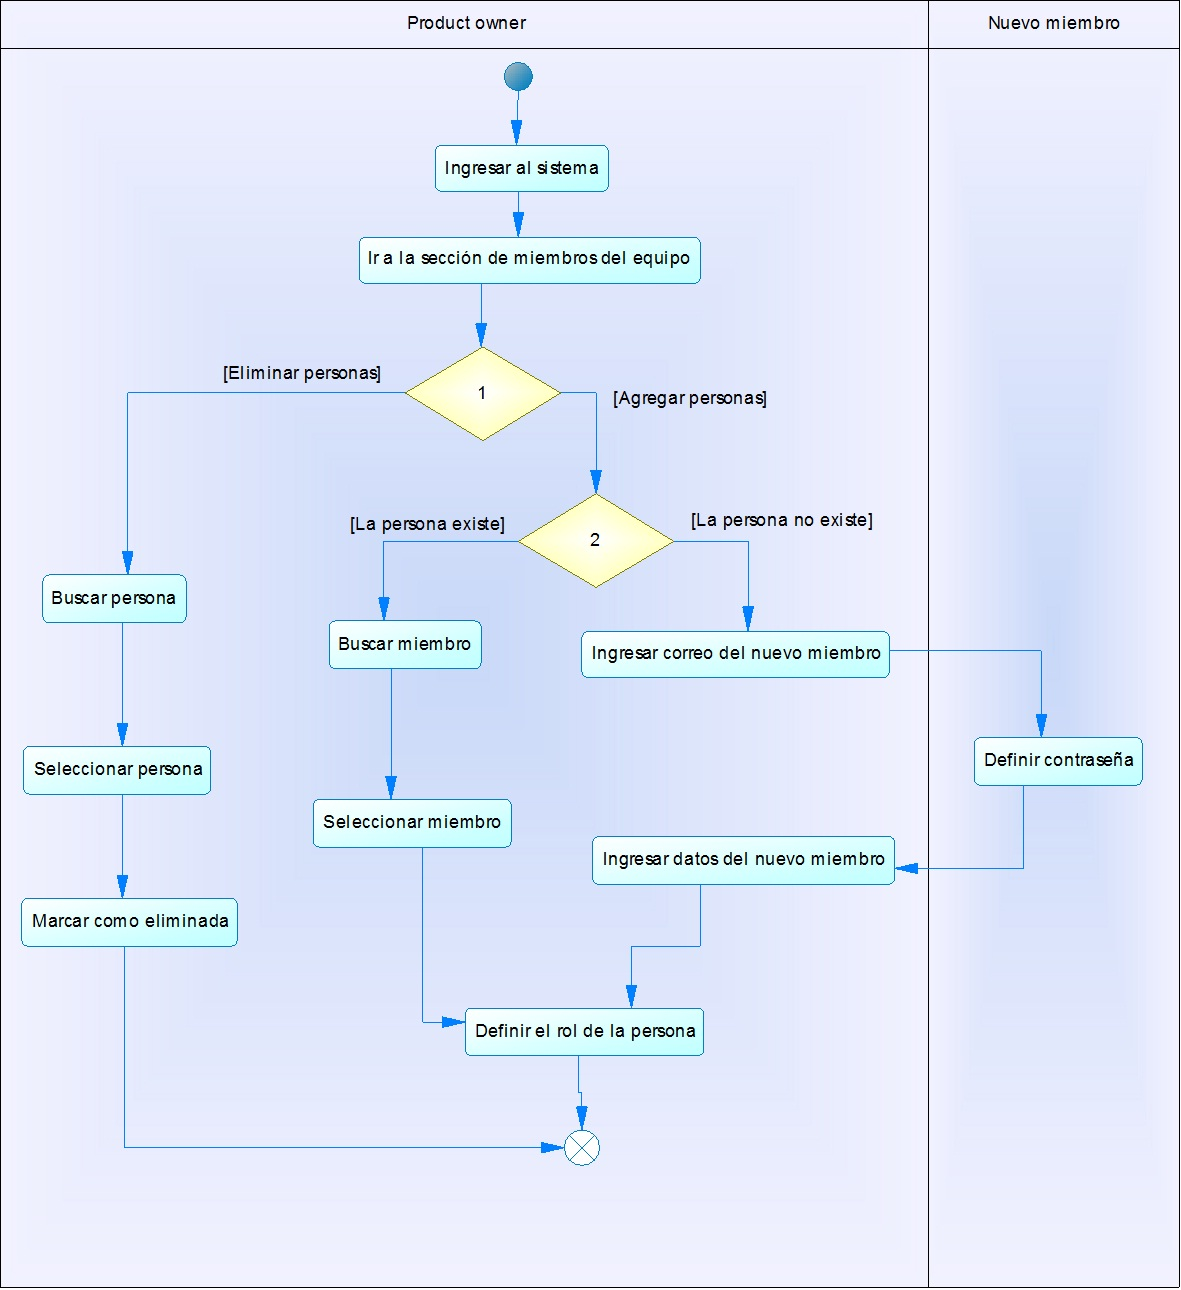 Product owner
Nuevo miembro
Ingresar al sistema
Ir a la sección de miembros del equipo
[Eliminar personas]
1
[Agregar personas]
[La persona existe]
2
[La persona no existe]
Buscar persona
Buscar miembro
Ingresar correo del nuevo miembro
Seleccionar persona
Definir contraseña
Seleccionar miembro
Ingresar datos del nuevo miembro
Marcar como eliminada
Definir el rol de la persona